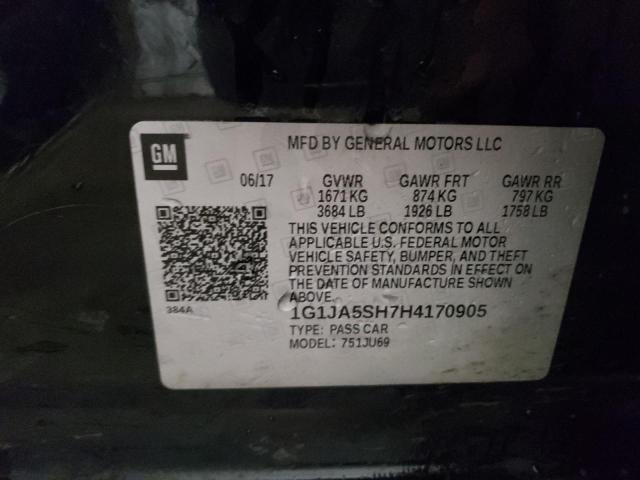 GM
MFD BY GENERAL MOTORS LLC
06/17 GVWR GAWR FRT GAWR RR
1671 KG 874 KG 797 KG
3684 LB 1926 LB 1758 LB
THIS VEHICLE CONFORMS TO ALL
APPLICABLE U.S. FEDERAL MOTOR
VEHICLE SAFETY, BUMPER, AND THEFT
PREVENTION STANDARDS IN EFFECT ON
THE DATE OF MANUFACTURE SHOWN
ABOVE.
384A
1G1JA5SH7H4170905
TYPE: PASS CAR
MODEL: 751JU69